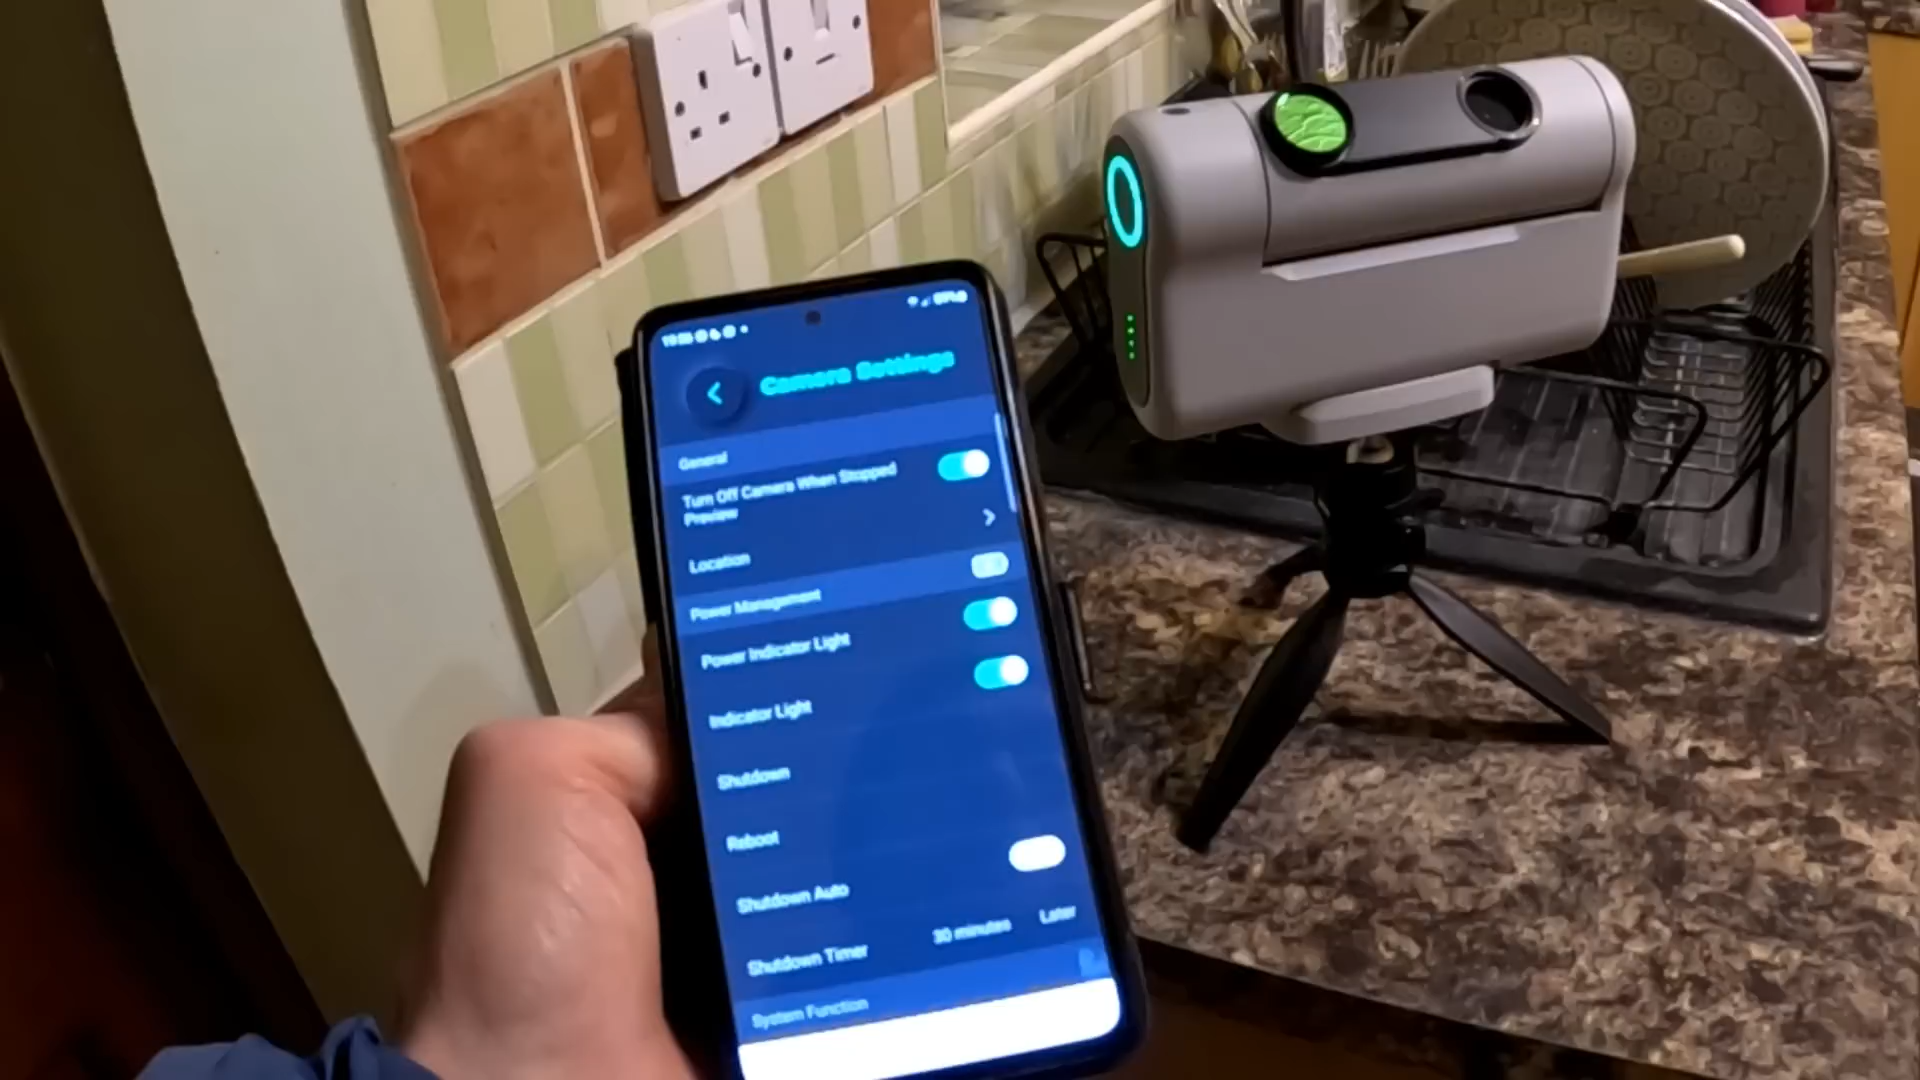 Camera Settings
General
Turn Off Camera When Stopped
Preview
Location
Power Management
Power Indicator Light
Indicator Light
Shutdown
Reboot
Shutdown Auto
Shutdown Timer 30 minutes Later
System Function